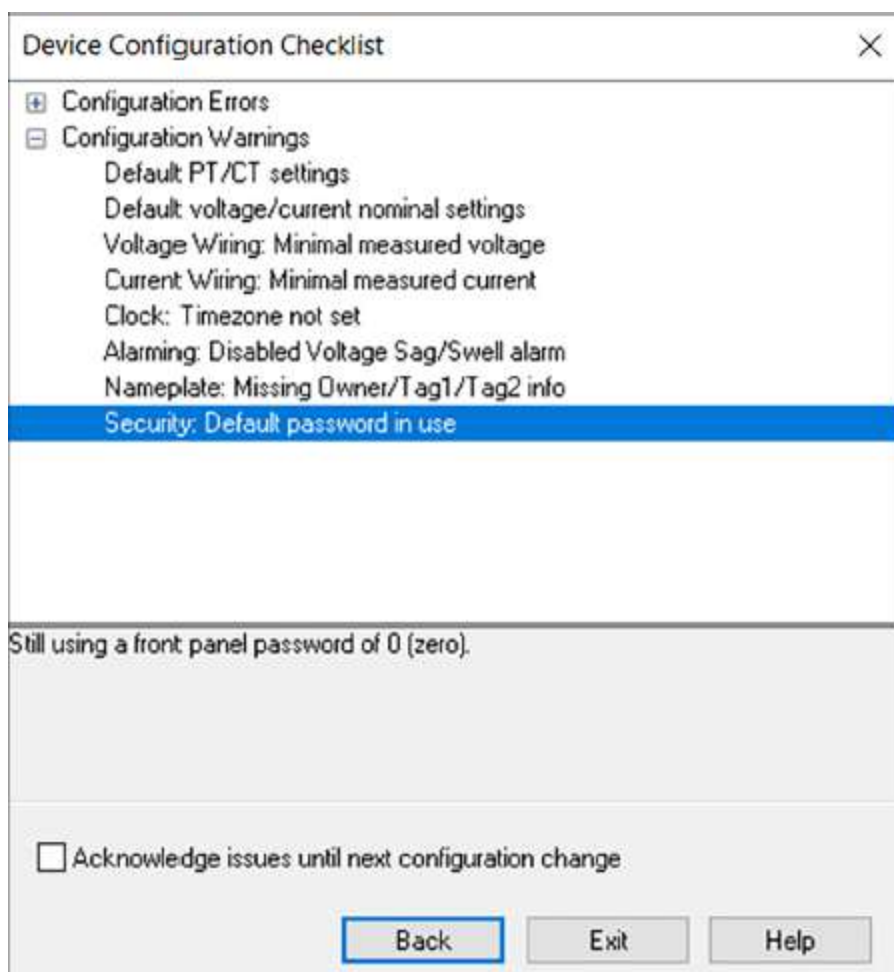 Device Configuration Checklist
Configuration Errors
Configuration Warnings
Default PT/CT settings
Default voltage/current nominal settings
Voltage Wiring: Minimal measured voltage
Current Wiring: Minimal measured current
Clock: Timezone not set
Alarming: Disabled Voltage Sag/Swell alarm
Nameplate: Missing Owner/Tag1/Tag2 info
Security: Default password in use
Still using a front panel password of 0 (zero).
Acknowledge issues until next configuration change
Back Exit Help